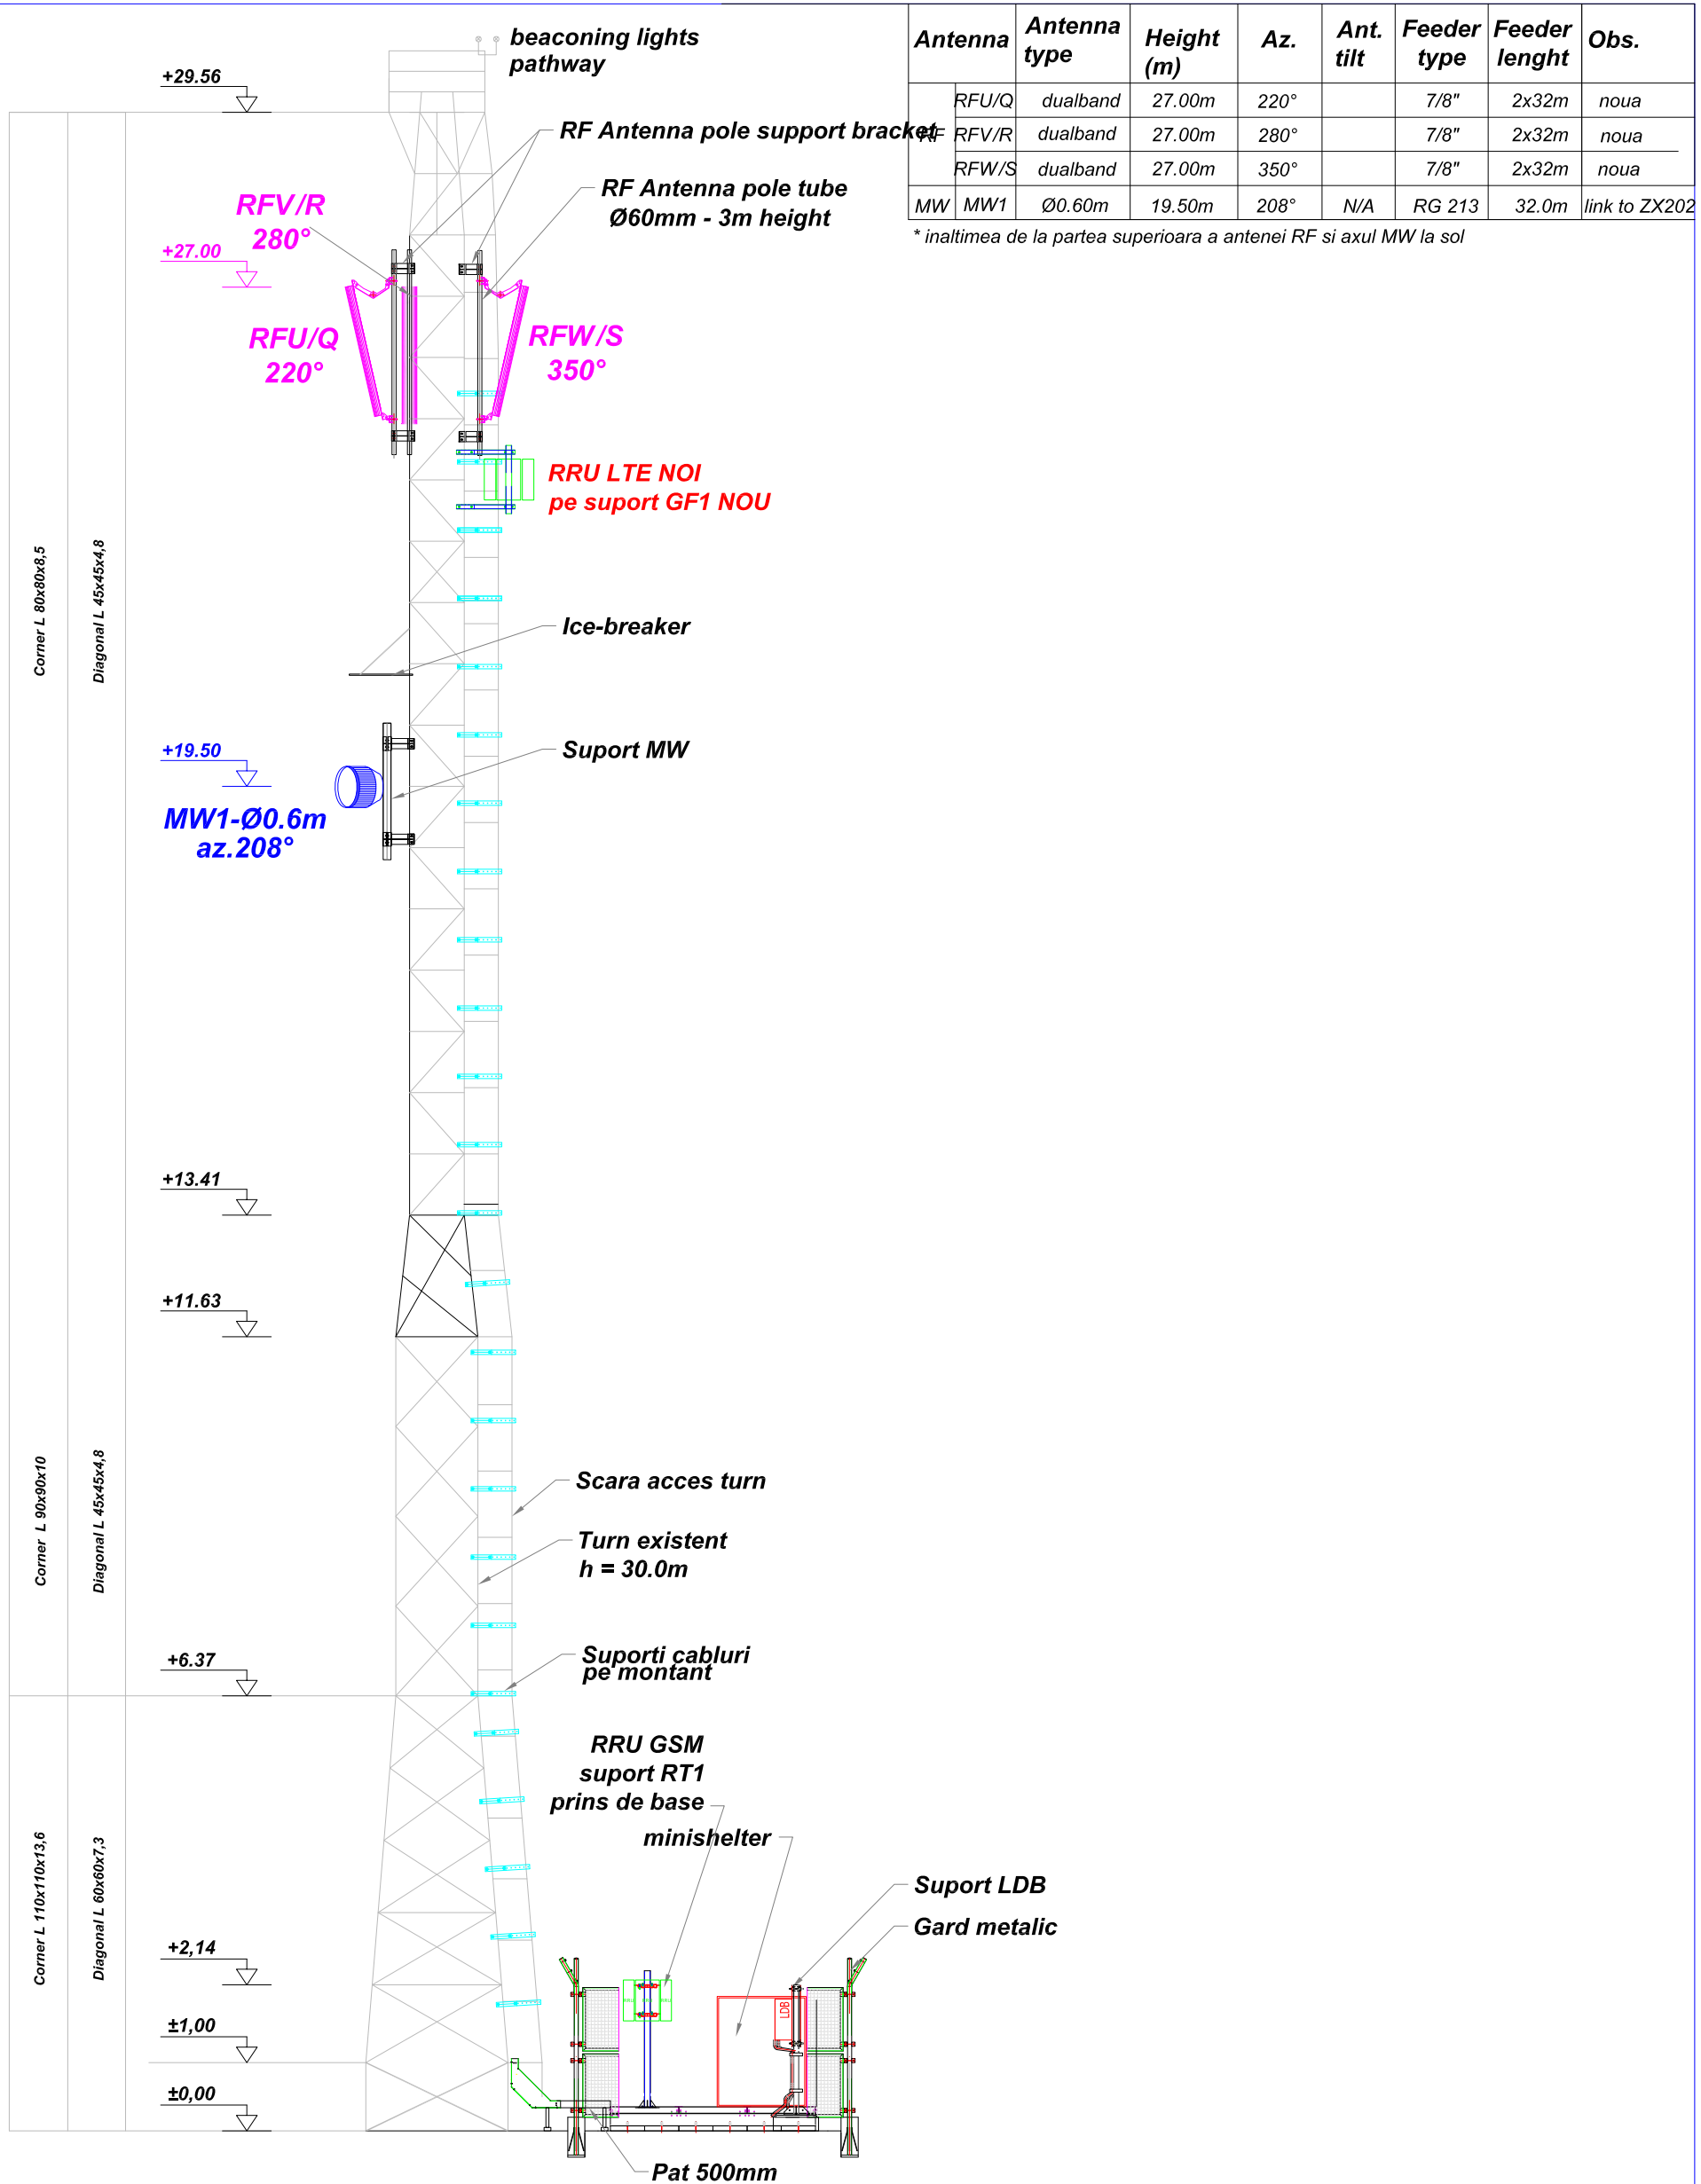 beaconing lights
pathway
+29.56
RF Antenna pole support bracket
RF Antenna pole tube
Ø60mm - 3m height
RFV/R
280°
+27.00
RFU/Q
220°
RFW/S
350°
RRU LTE NOI
pe suport GF1 NOU
Corner L 80x80x8,5
Diagonal L 45x45x4,8
Ice-breaker
+19.50
Suport MW
MW1-Ø0.6m
az.208°
+13.41
+11.63
Scara acces turn
Corner L 90x90x10
Diagonal L 45x45x4,8
Turn existent
h = 30.0m
Suporti cabluri
pe montant
+6.37
RRU GSM
suport RT1
prins de base
minishelter
Corner L 110x110x13,6
Diagonal L 60x60x7,3
Suport LDB
Gard metalic
+2,14
LDB
±1,00
±0,00
Pat 500mm
Antenna Antenna type Height (m) Az. Ant. tilt Feeder type Feeder lenght Obs.
RF RFU/Q dualband 27.00m 220° 7/8" 2x32m noua
RFV/R dualband 27.00m 280° 7/8" 2x32m noua
RFW/S dualband 27.00m 350° 7/8" 2x32m noua
MW MW1 Ø0.60m 19.50m 208° N/A RG 213 32.0m link to ZX202
* inaltimea de la partea superioara a antenei RF si axul MW la sol